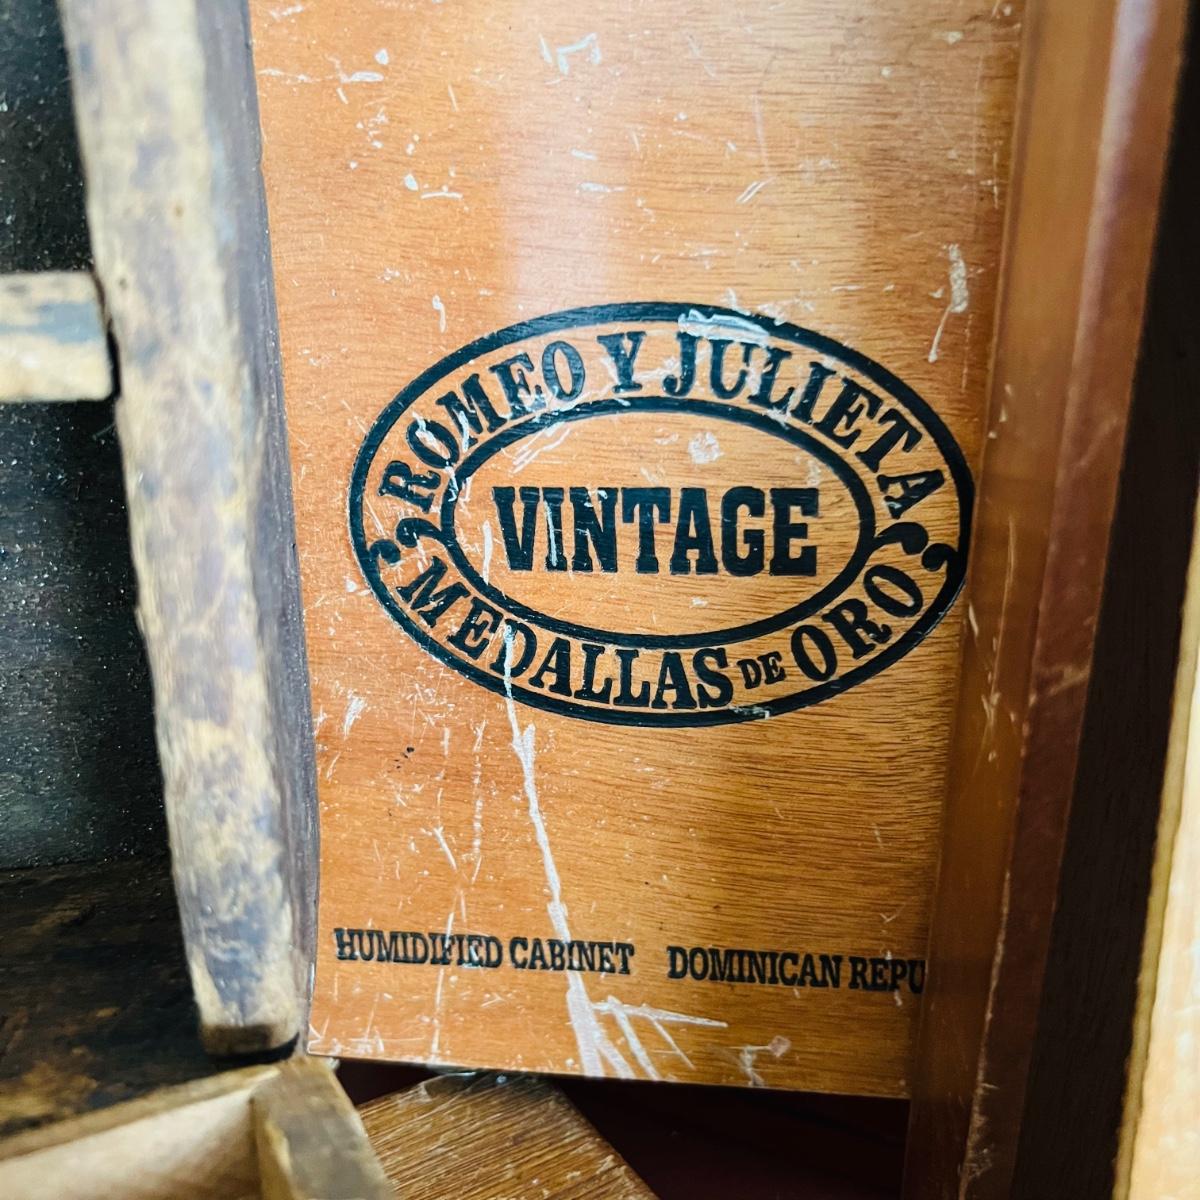 ROMEO Y JULIETA
VINTAGE
MEDALLAS DE ORO
HUMIDIFIED CABINET DOMINICAN REPU